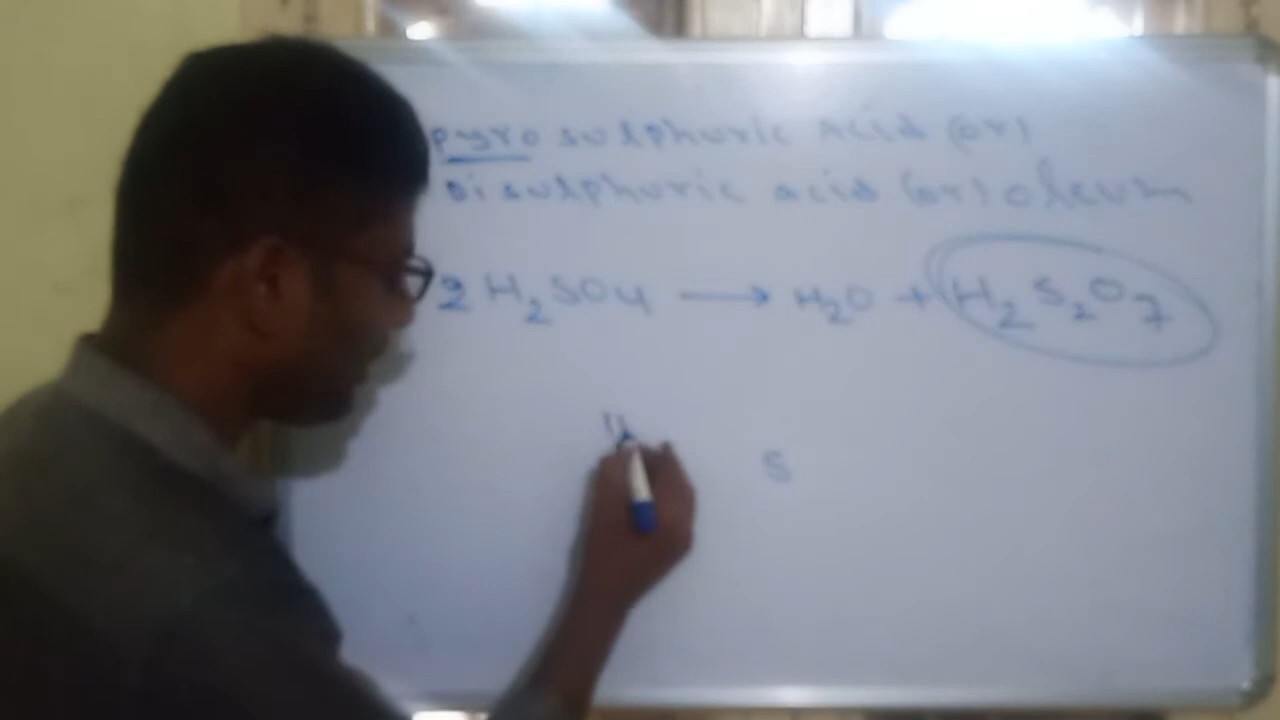 pyro sulphuric Acid (or)
Di sulphuric acid (or) oleum
2 H₂SO₄ ⟶ H₂O + H₂S₂O₇
S